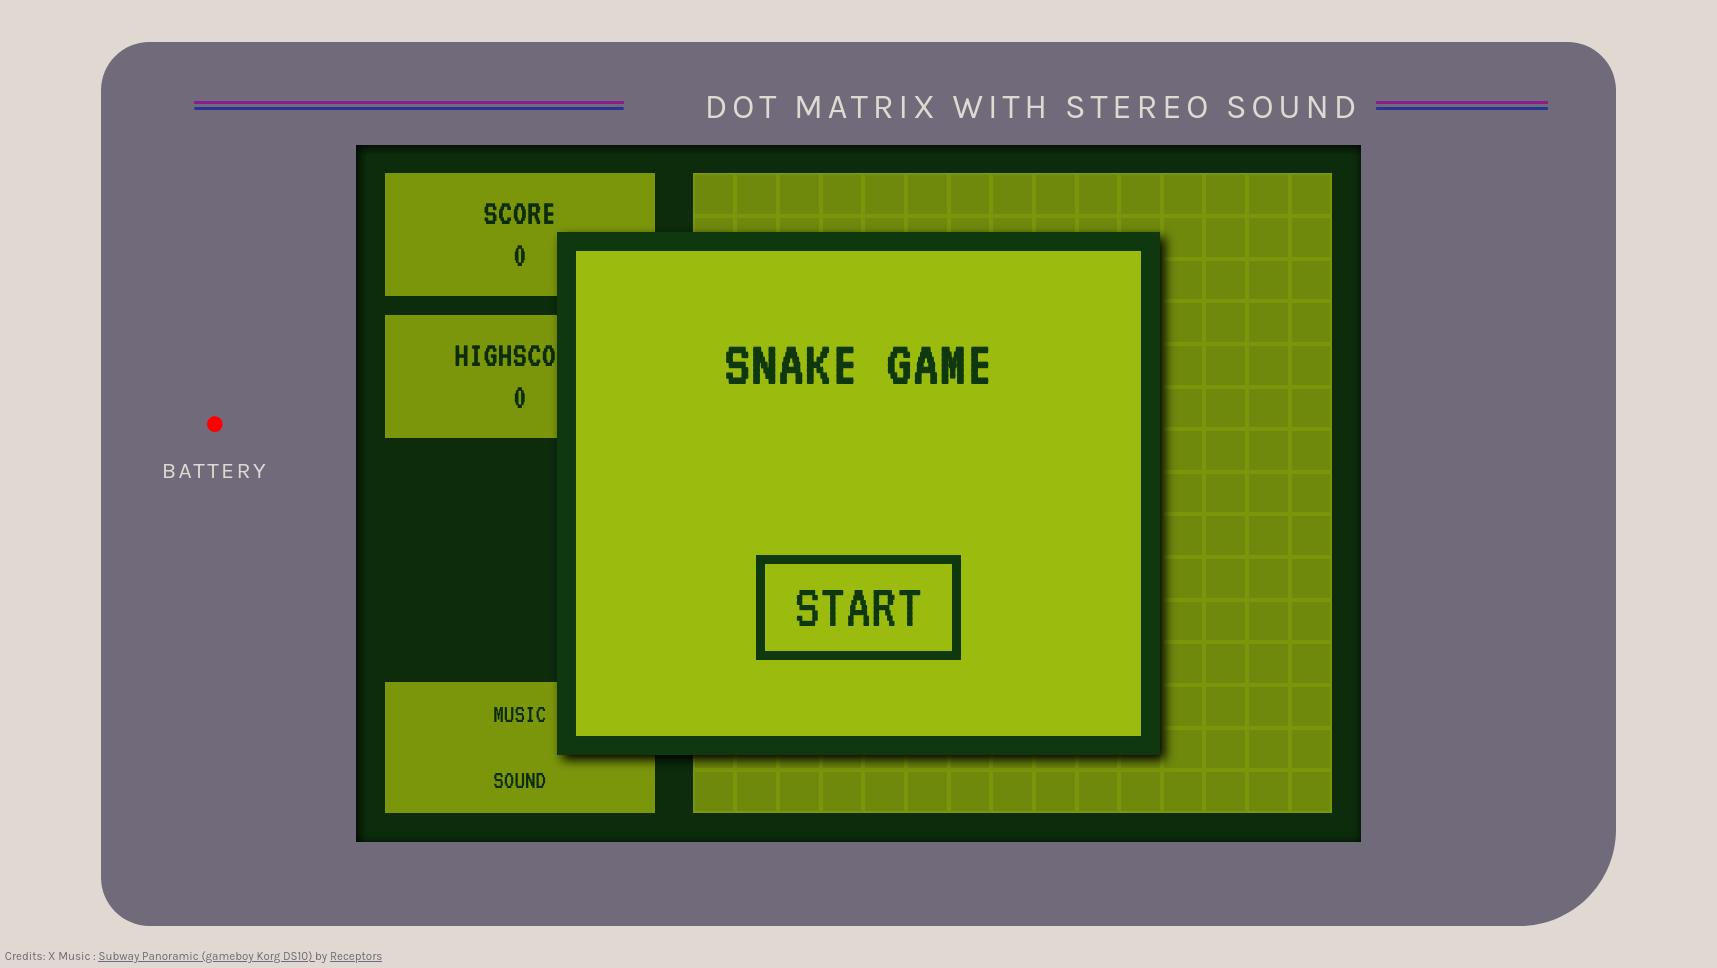 DOT MATRIX WITH STEREO SOUND
SCORE
0
HIGHSCO
0
BATTERY
SNAKE GAME
START
MUSIC
SOUND
Credits: X Music : Subway Panoramic (gameboy Korg DS10) by Receptors